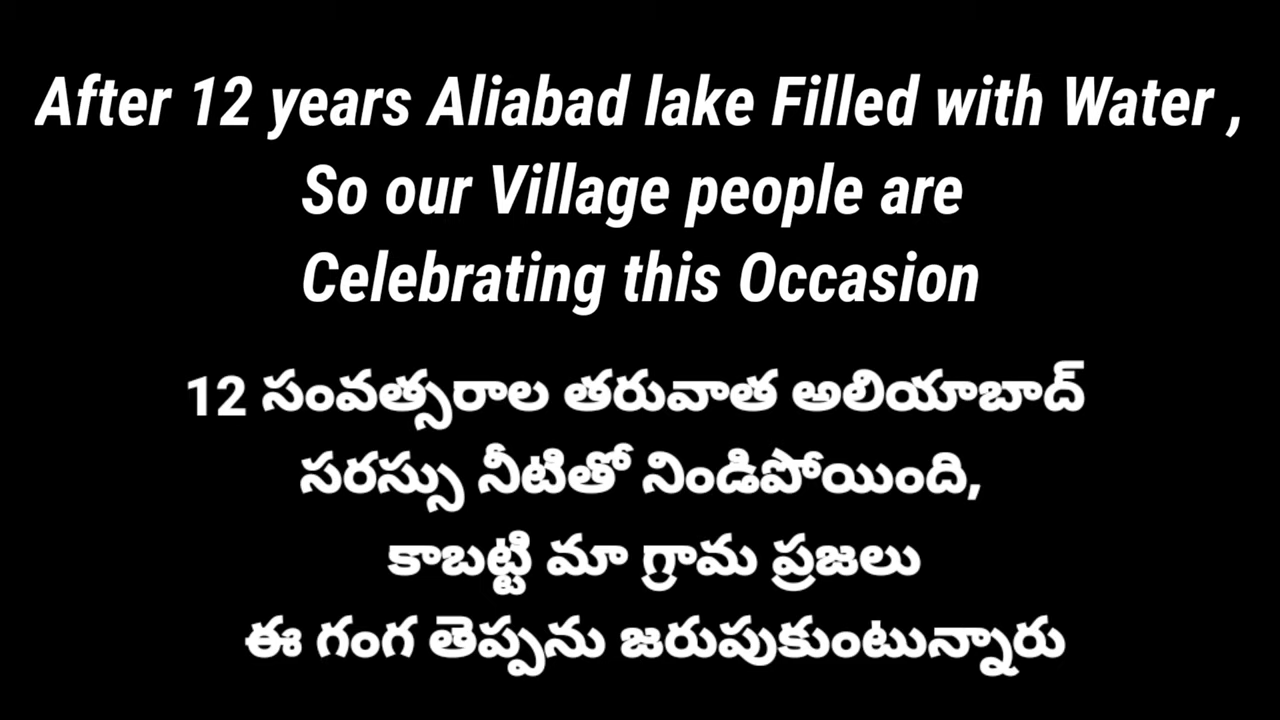 After 12 years Aliabad lake Filled with Water ,
So our Village people are
Celebrating this Occasion
12 సంవత్సరాల తరువాత అలియాబాద్
సరస్సు నీటితో నిండిపోయింది,
కాబట్టి మా గ్రామ ప్రజలు
ఈ గంగ తెప్పను జరుపుకుంటున్నారు